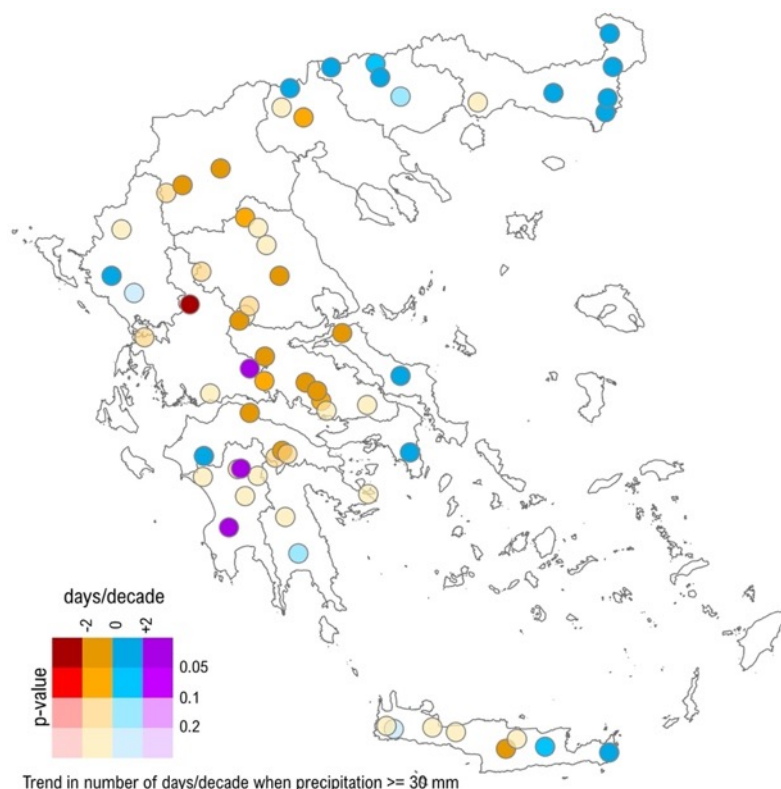 days/decade
-2
0
+2
p-value
0.05
0.1
0.2
Trend in number of days/decade when precipitation >= 30 mm